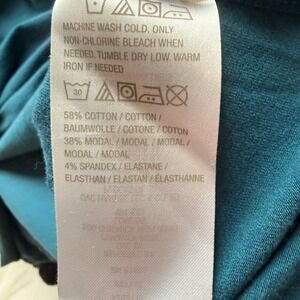 MACHINE WASH COLD. ONLY
NON-CHLORINE BLEACH WHEN
NEEDED. TUMBLE DRY LOW. WARM
IRON IF NEEDED
30
58% COTTON / COTTON /
BAUMWOLLE / COTONE / COTON
38% MODAL / MODAL / MODAL /
MODAL / MODAL
4% SPANDEX / ELASTANE /
ELASTHAN / ELASTAN / ELASTHANNE